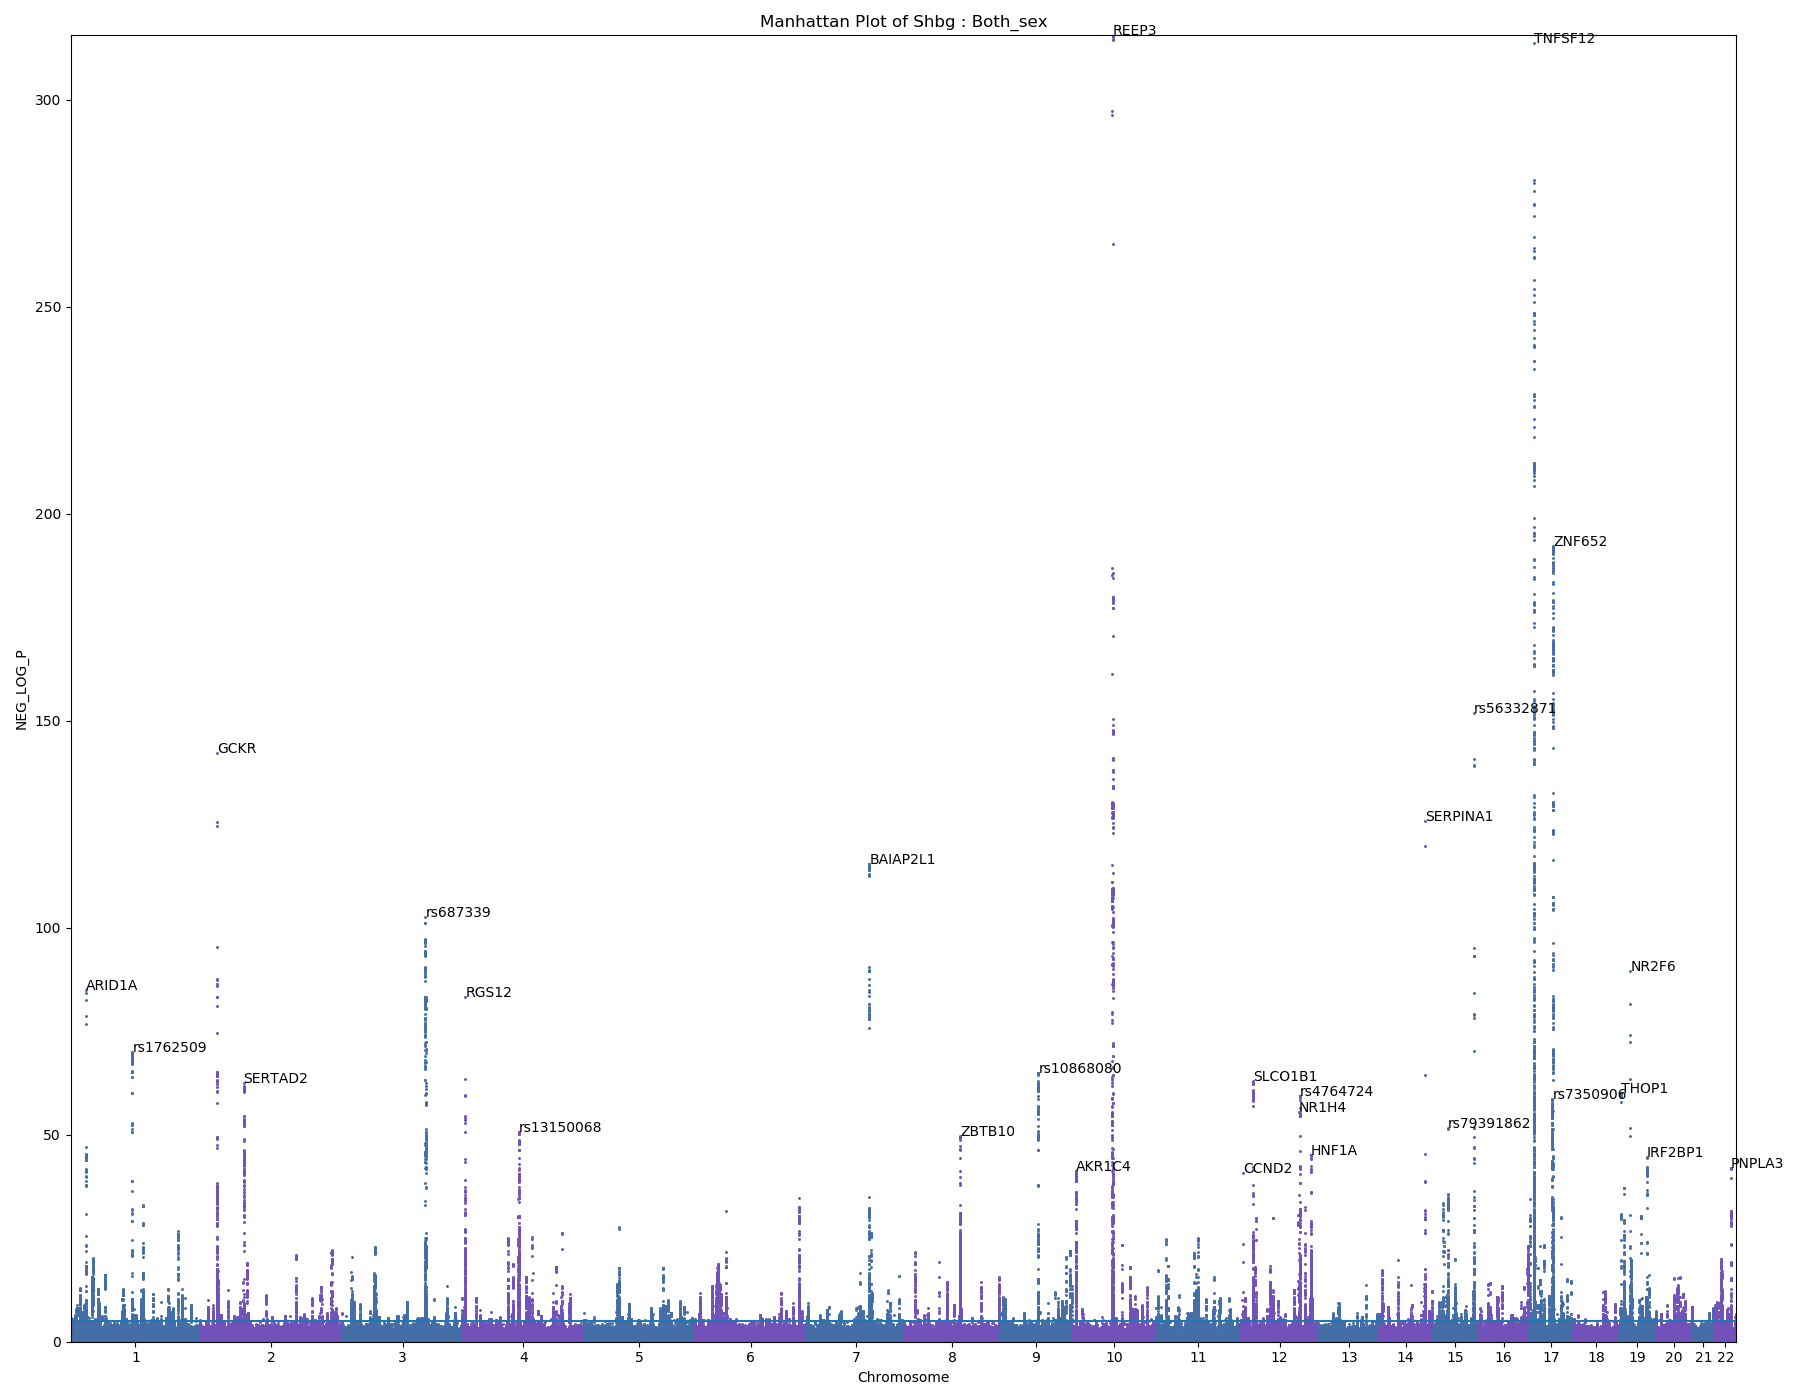 Manhattan Plot of Shbg : Both_sex
REEP3
TNFSF12
300
250
200
ZNF652
NEG_LOG_P
rs56332871
150
GCKR
SERPINA1
BAIAP2L1
100
rs687339
NR2F6
ARID1A
RGS12
rs1762509
SERTAD2
rs10868080
SLCO1B1
rs4764724
THOP1
rs7350906
NR1H4
50
rs13150068
ZBTB10
rs79391862
HNF1A
IRF2BP1
AKR1C4
CCND2
PNPLA3
0
1 2 3 4 5 6 7 8 9 10 11 12 13 14 15 16 17 18 19 20 21 22
Chromosome